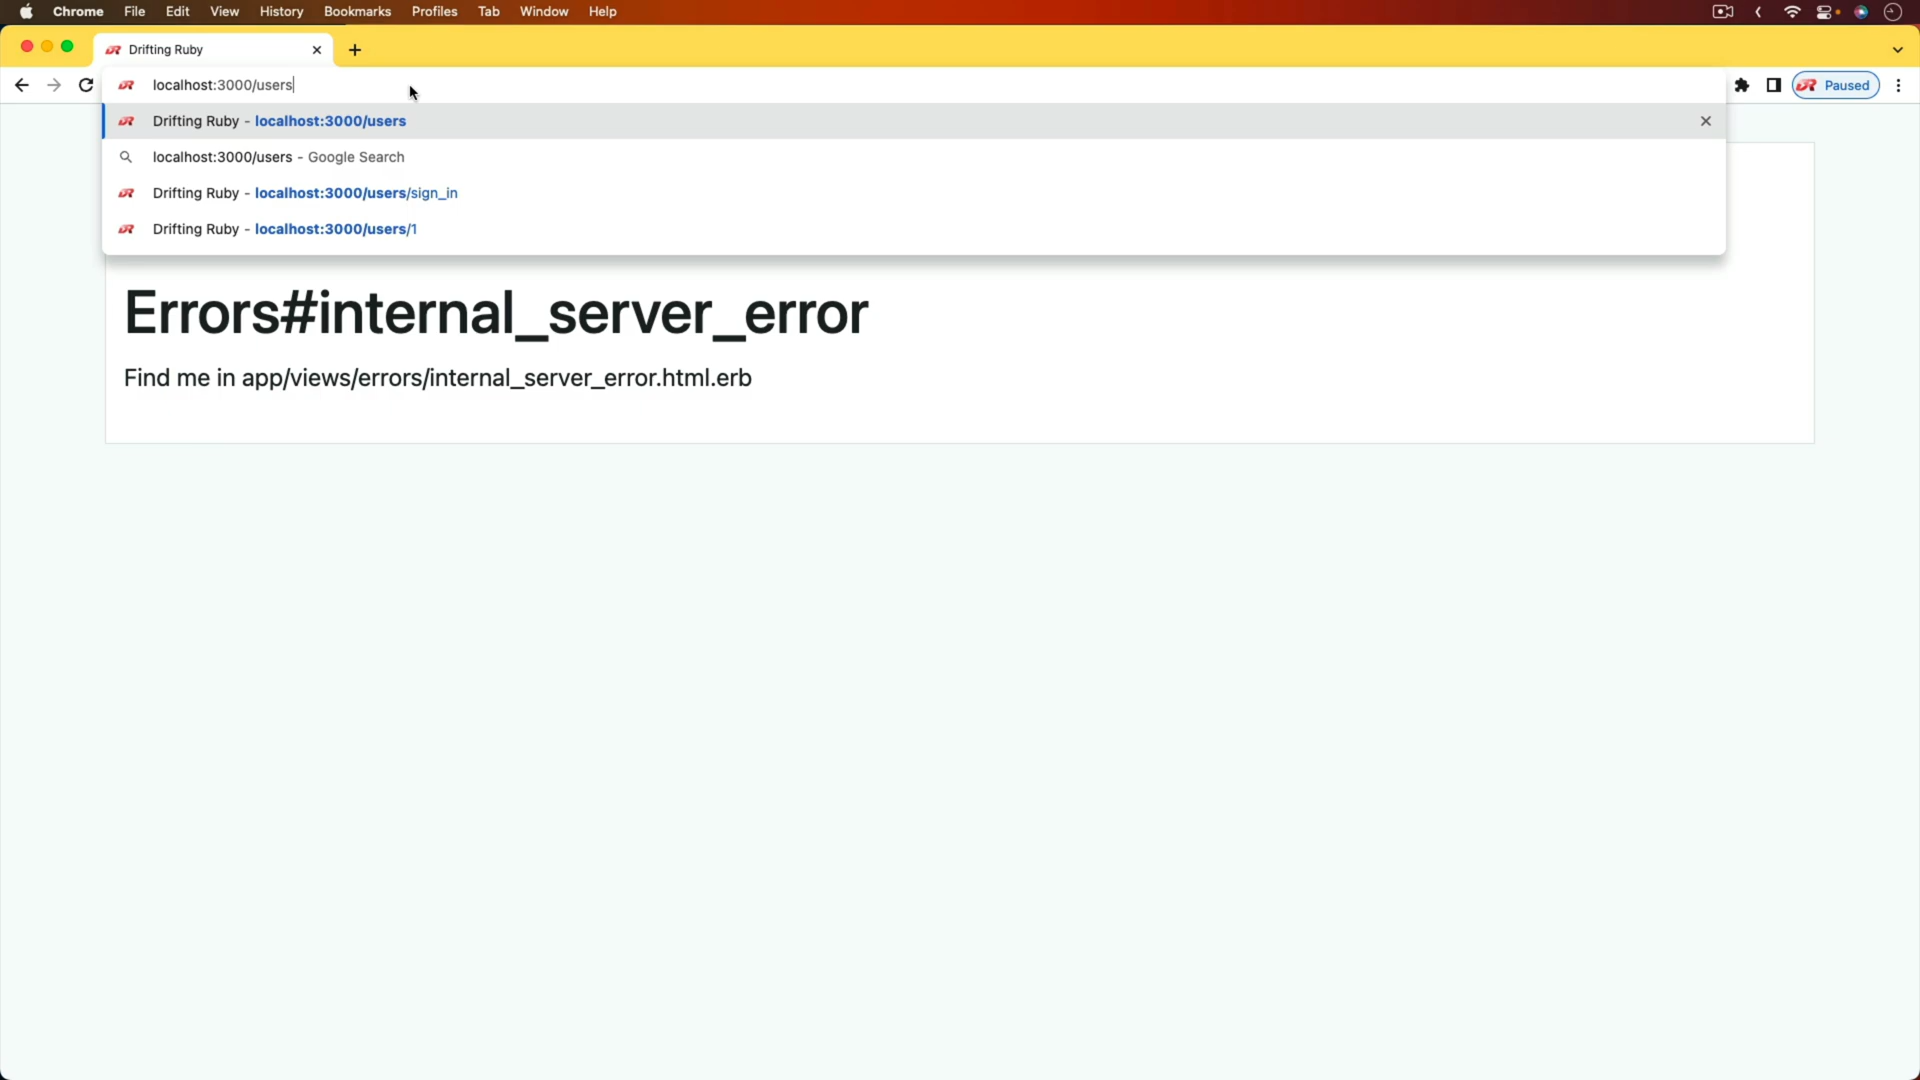 Chrome File Edit View History Bookmarks Profiles Tab Window Help
Drifting Ruby
localhost:3000/users
Paused
Drifting Ruby - localhost:3000/users
localhost:3000/users - Google Search
Drifting Ruby - localhost:3000/users/sign_in
Drifting Ruby - localhost:3000/users/1
Errors#internal_server_error
Find me in app/views/errors/internal_server_error.html.erb